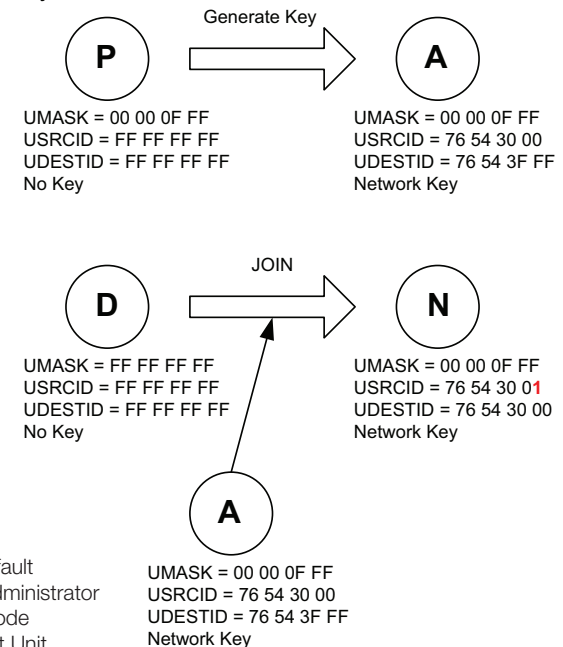 Generate Key
P
A
UMASK = 00 00 0F FF
USRCID = FF FF FF FF
UDESTID = FF FF FF FF
No Key
UMASK = 00 00 0F FF
USRCID = 76 54 30 00
UDESTID = 76 54 3F FF
Network Key
JOIN
D
N
UMASK = FF FF FF FF
USRCID = FF FF FF FF
UDESTID = FF FF FF FF
No Key
UMASK = 00 00 0F FF
USRCID = 76 54 30 01
UDESTID = 76 54 30 00
Network Key
A
UMASK = 00 00 0F FF
USRCID = 76 54 30 00
UDESTID = 76 54 3F FF
Network Key
fault
dministrator
ode
t Unit